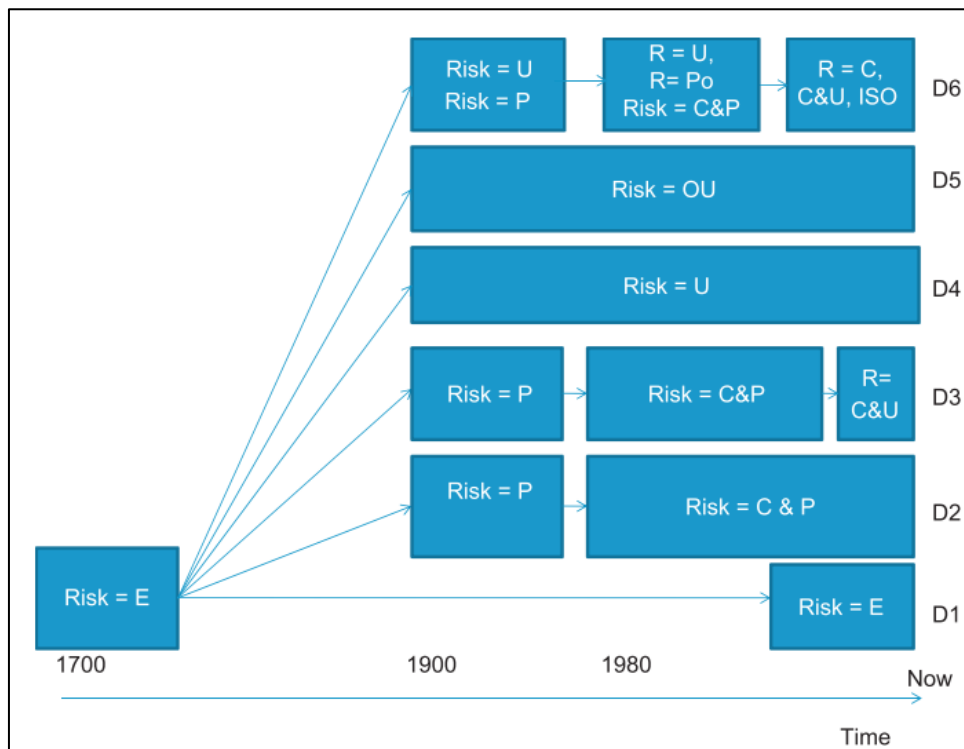 Risk = U
Risk = P
R = U,
R= Po
Risk = C&P
R = C,
C&U, ISO
D6
Risk = OU
D5
Risk = U
D4
Risk = P
Risk = C&P
R=
C&U
D3
Risk = P
Risk = C & P
D2
Risk = E
Risk = E
D1
1700
1900
1980
Now
Time